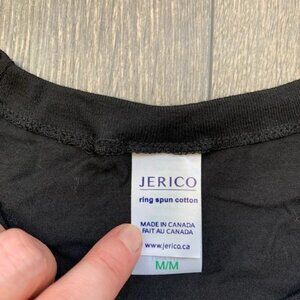 JERICO
ring spun cotton
MADE IN CANADA
FAIT AU CANADA
www.jerico.ca
M/M